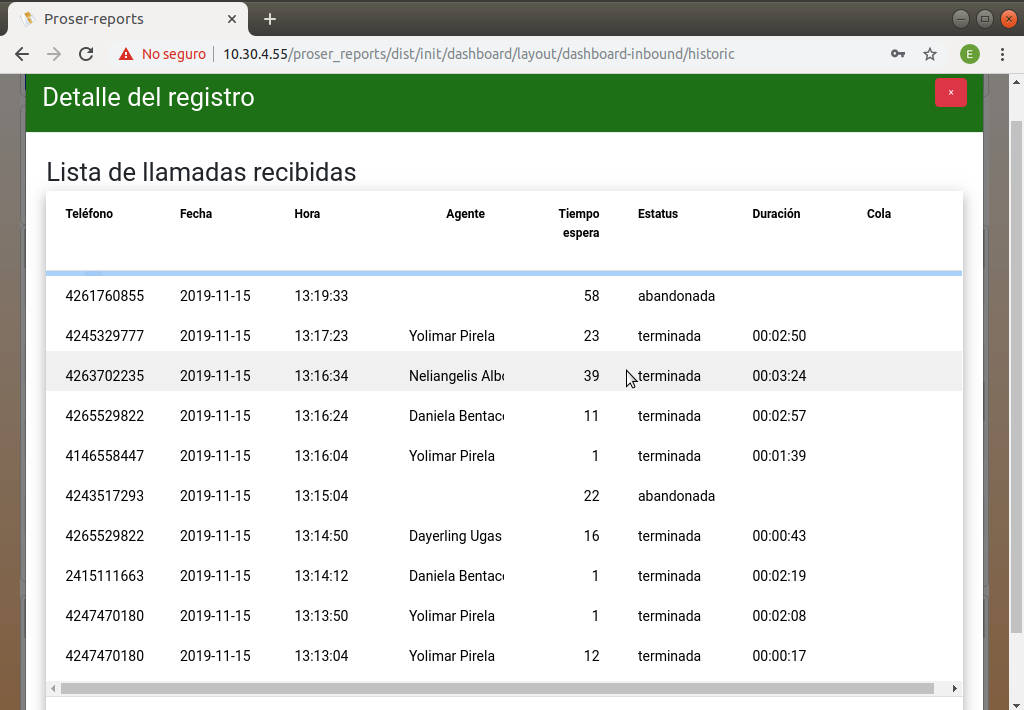 Proser-reports
No seguro 10.30.4.55/proser_reports/dist/init/dashboard/layout/dashboard-inbound/historic
E
Detalle del registro
×
Lista de llamadas recibidas
Teléfono Fecha Hora Agente Tiempo espera Estatus Duración Cola
4261760855 2019-11-15 13:19:33 58 abandonada
4245329777 2019-11-15 13:17:23 Yolimar Pirela 23 terminada 00:02:50
4263702235 2019-11-15 13:16:34 Neliangelis Albo 39 terminada 00:03:24
4265529822 2019-11-15 13:16:24 Daniela Bentac 11 terminada 00:02:57
4146558447 2019-11-15 13:16:04 Yolimar Pirela 1 terminada 00:01:39
4243517293 2019-11-15 13:15:04 22 abandonada
4265529822 2019-11-15 13:14:50 Dayerling Ugas 16 terminada 00:00:43
2415111663 2019-11-15 13:14:12 Daniela Bentac 1 terminada 00:02:19
4247470180 2019-11-15 13:13:50 Yolimar Pirela 1 terminada 00:02:08
4247470180 2019-11-15 13:13:04 Yolimar Pirela 12 terminada 00:00:17